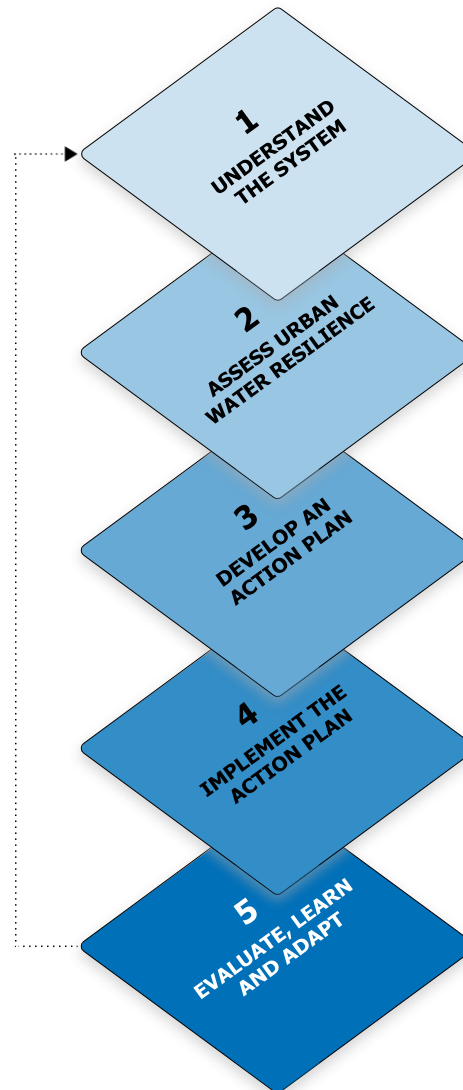 1
UNDERSTAND
THE SYSTEM
2
ASSESS URBAN
WATER RESILIENCE
3
DEVELOP AN
ACTION PLAN
4
IMPLEMENT THE
ACTION PLAN
5
EVALUATE, LEARN
AND ADAPT